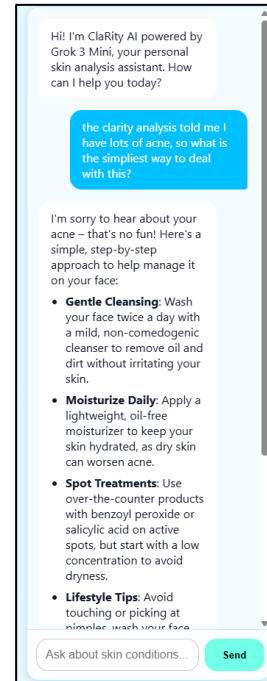 Hi! I'm ClaRity AI powered by
Grok 3 Mini, your personal
skin analysis assistant. How
can I help you today?
the clarity analysis told me I
have lots of acne, so what is
the simpliest way to deal
with this?
I'm sorry to hear about your
acne – that's no fun! Here's a
simple, step-by-step
approach to help manage it
on your face:
• Gentle Cleansing: Wash
your face twice a day with
a mild, non-comedogenic
cleanser to remove oil and
dirt without irritating your
skin.
• Moisturize Daily: Apply a
lightweight, oil-free
moisturizer to keep your
skin hydrated, as dry skin
can worsen acne.
• Spot Treatments: Use
over-the-counter products
with benzoyl peroxide or
salicylic acid on active
spots, but start with a low
concentration to avoid
dryness.
• Lifestyle Tips: Avoid
touching or picking at
pimples, wash your face
Ask about skin conditions...
Send